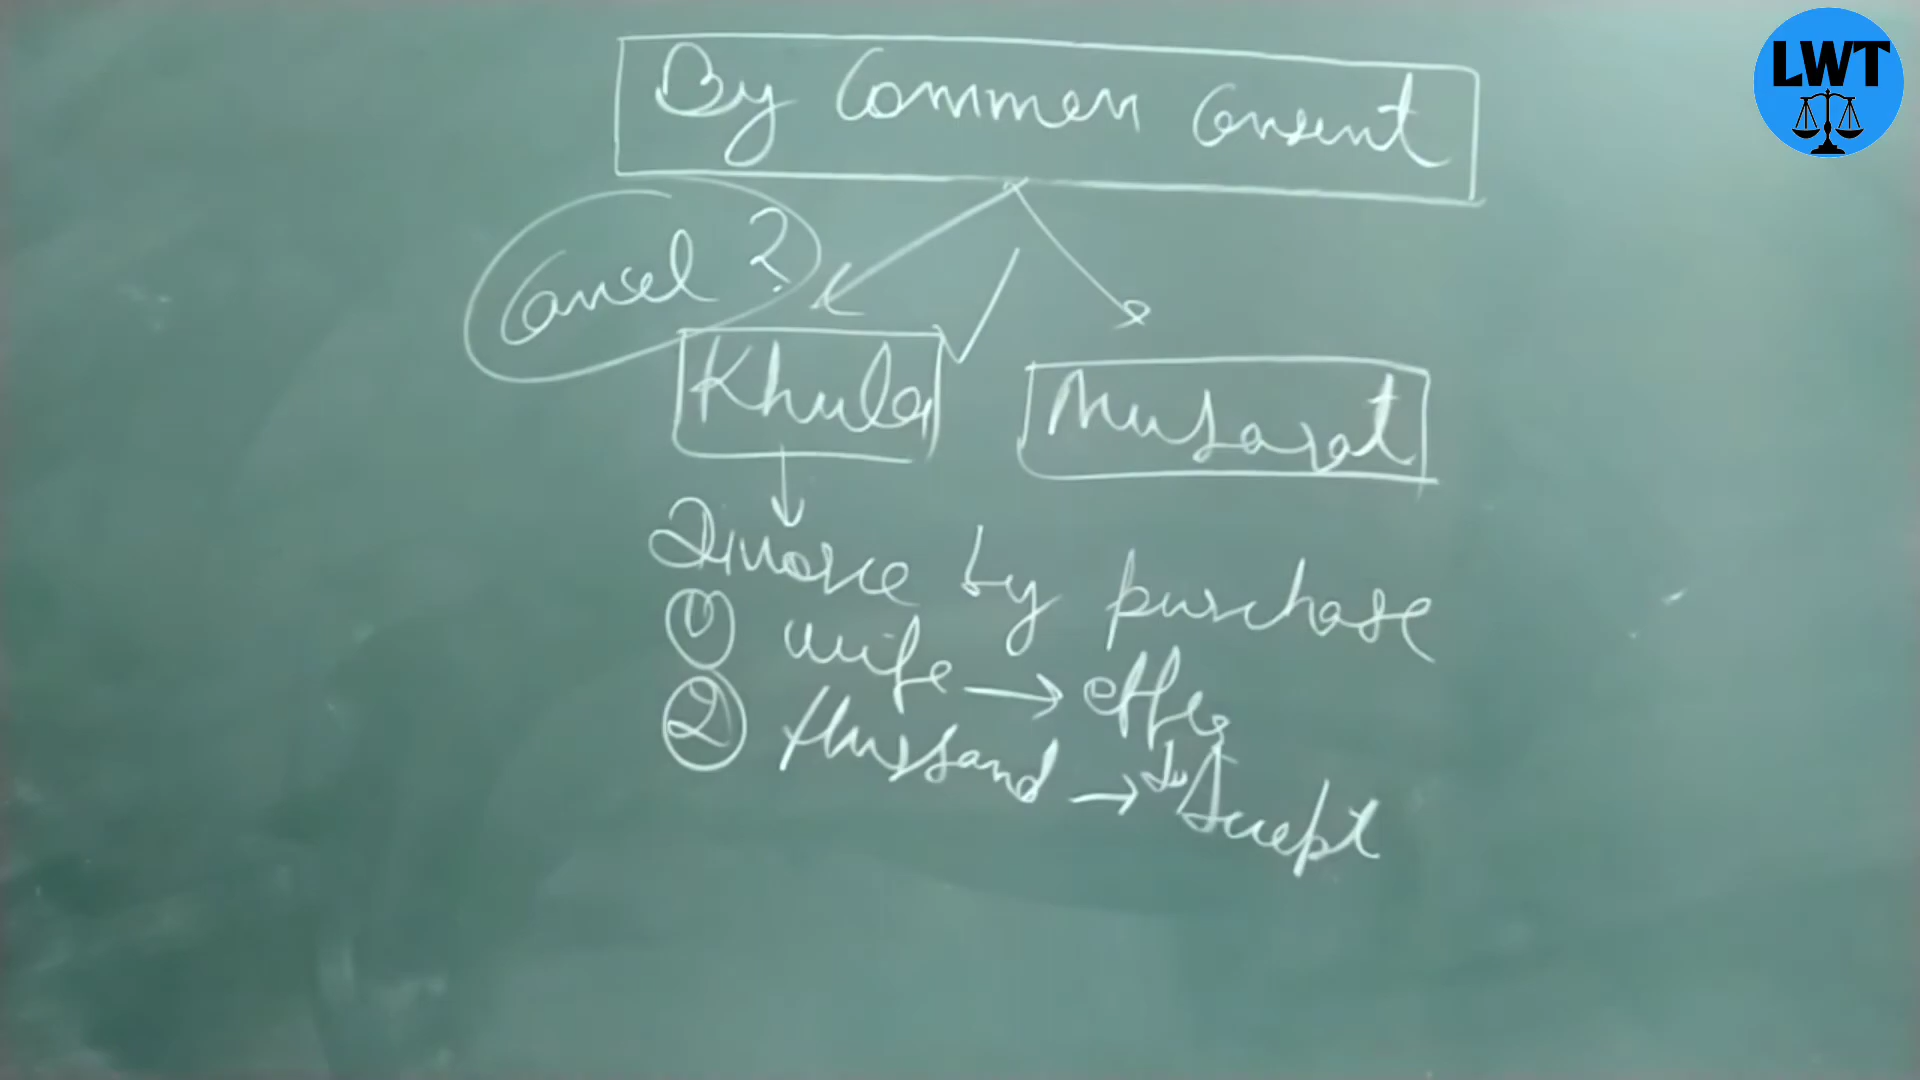 By Common Consent
Cancel ?
Khula
Mubarat
Divorce by purchase
① wife → offer
② Husband → Accept
LWT